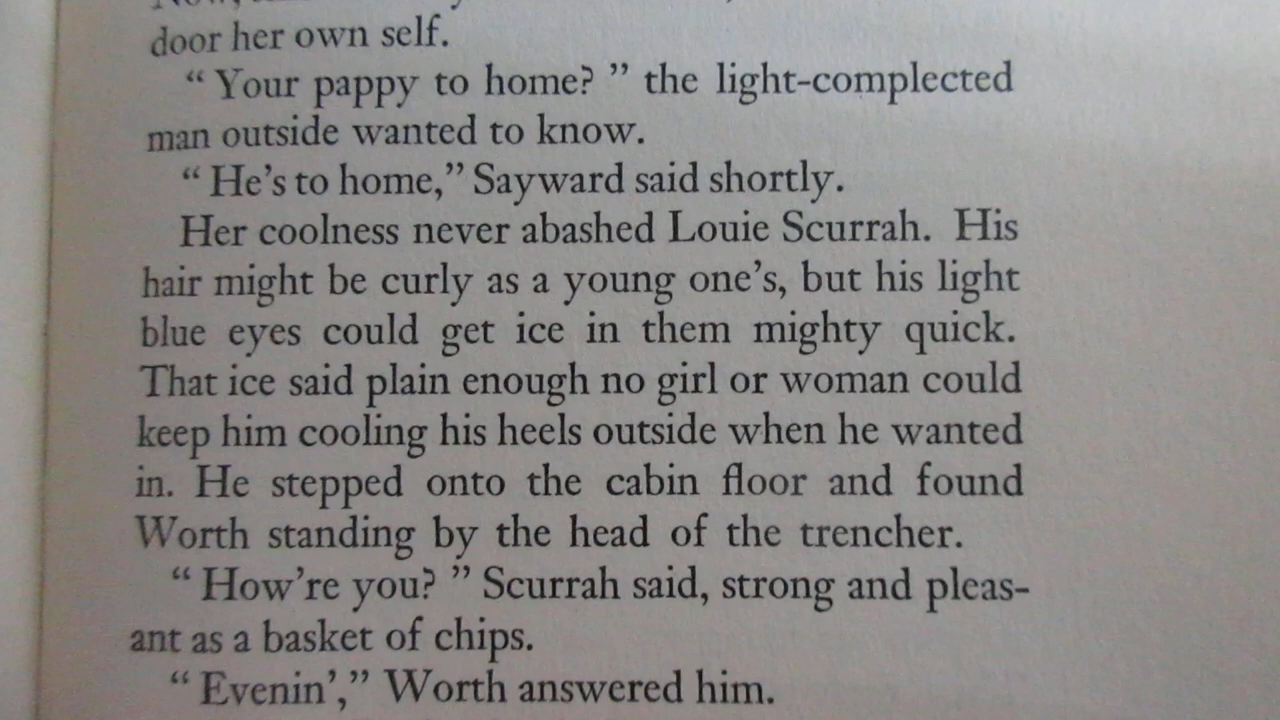 door her own self.
“ Your pappy to home? ” the light-complected
man outside wanted to know.
“ He’s to home,” Sayward said shortly.
Her coolness never abashed Louie Scurrah. His
hair might be curly as a young one’s, but his light
blue eyes could get ice in them mighty quick.
That ice said plain enough no girl or woman could
keep him cooling his heels outside when he wanted
in. He stepped onto the cabin floor and found
Worth standing by the head of the trencher.
“ How’re you? ” Scurrah said, strong and pleas-
ant as a basket of chips.
“ Evenin’,” Worth answered him.